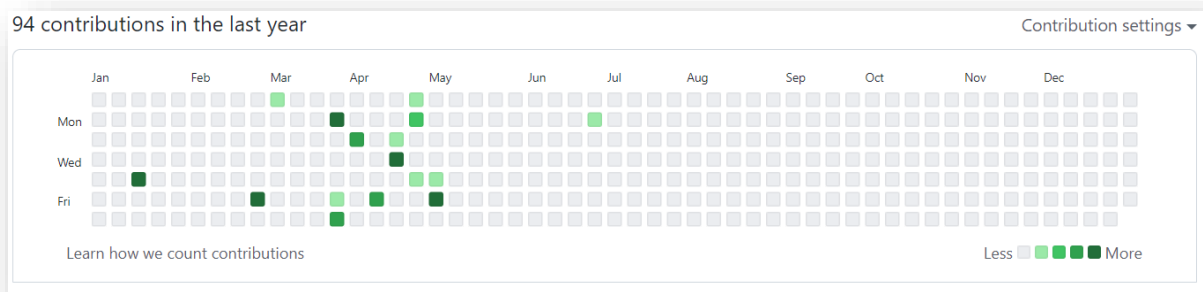 94 contributions in the last year
Contribution settings
Jan Feb Mar Apr May Jun Jul Aug Sep Oct Nov Dec
Mon
Wed
Fri
Learn how we count contributions
Less More